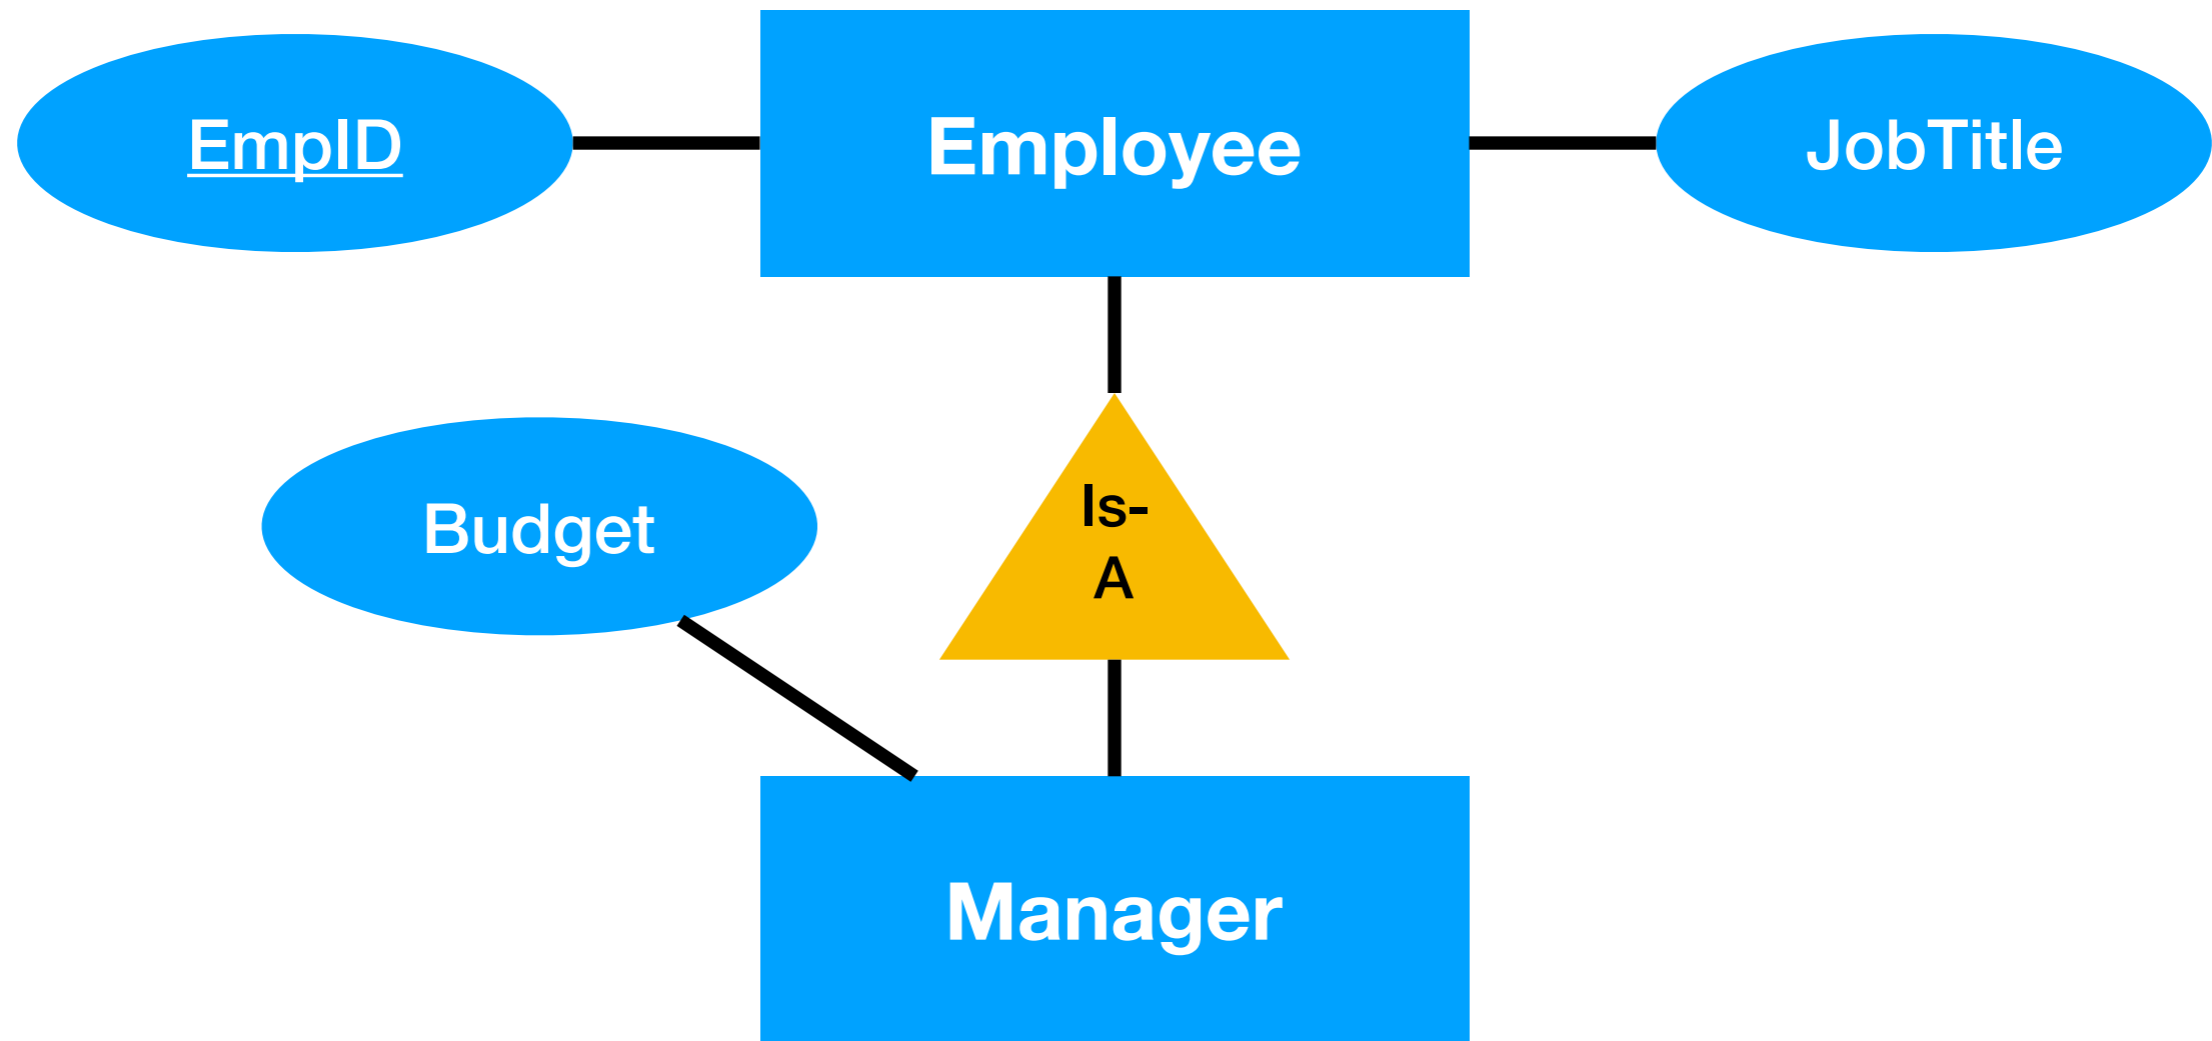 EmpID
Employee
JobTitle
Budget
Is-
A
Manager